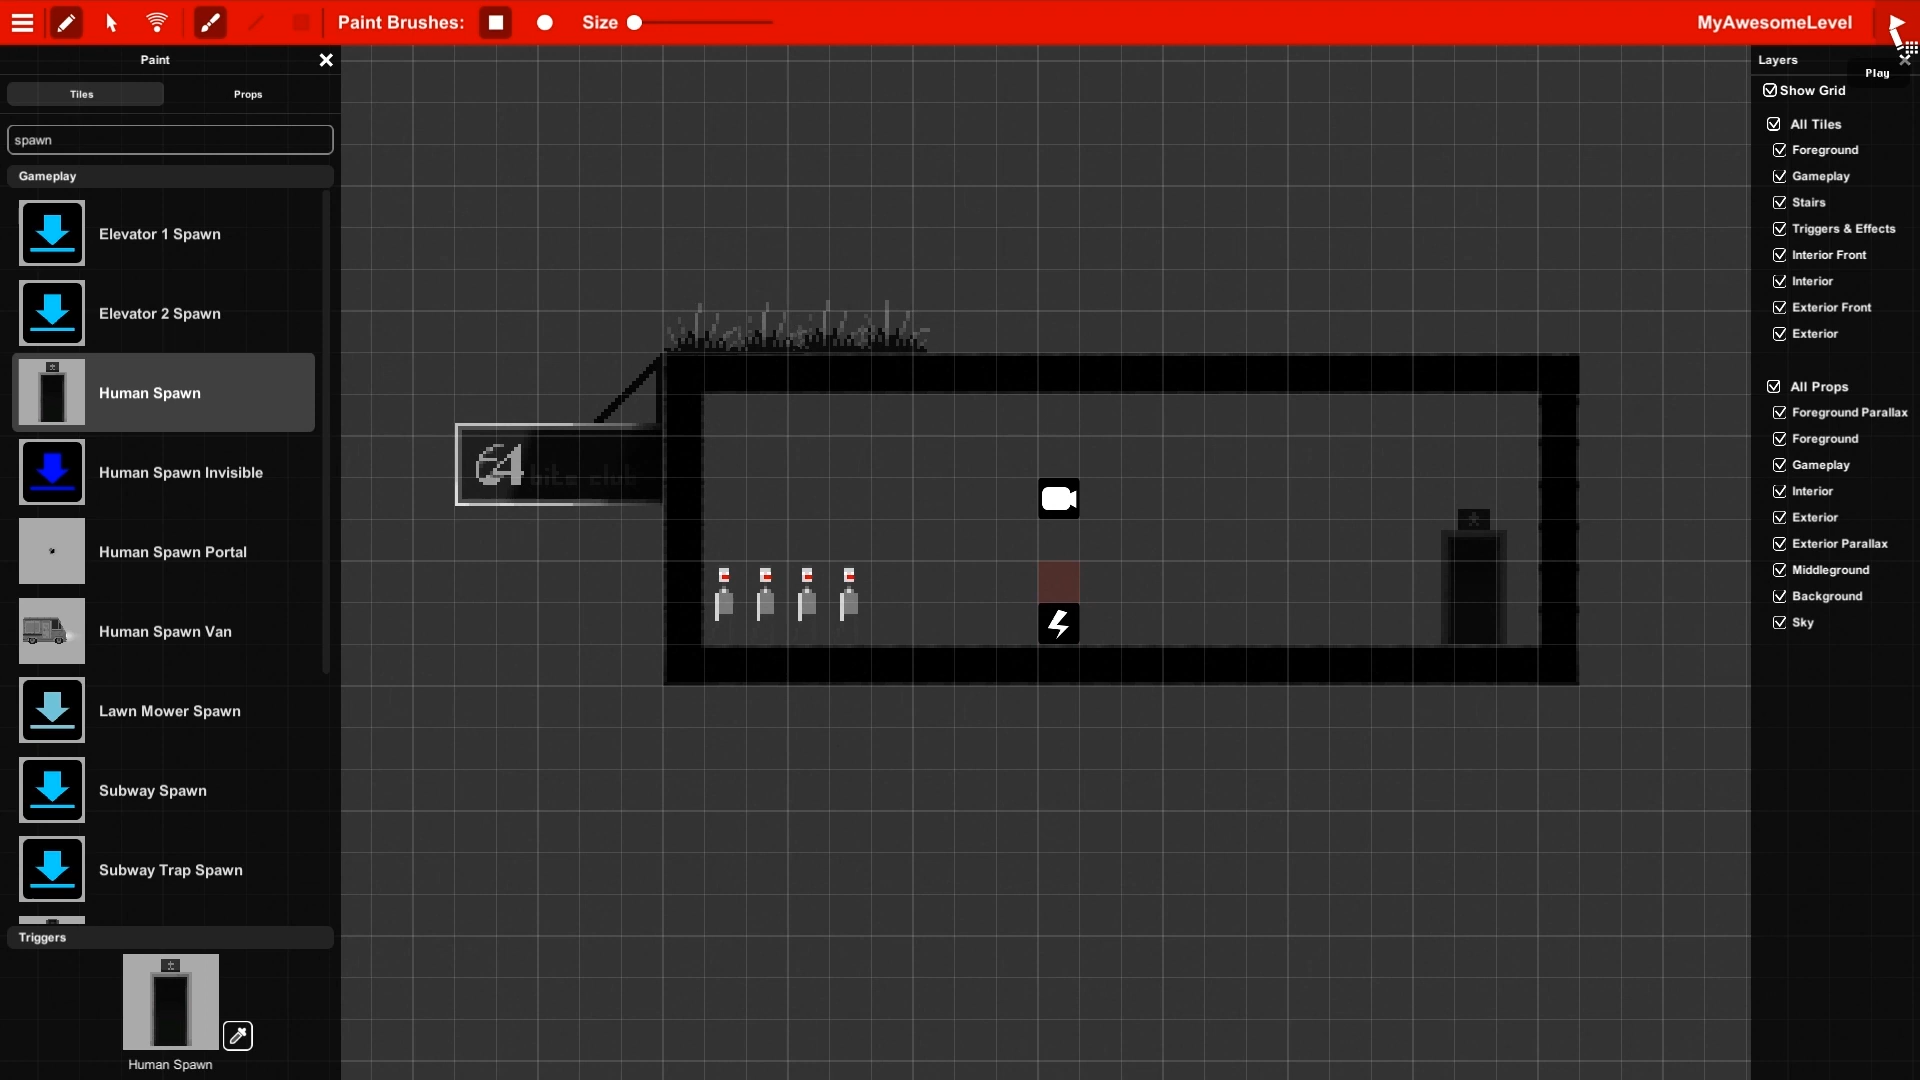 Paint Brushes:
Size
MyAwesomeLevel
Paint
Layers
Play
Tiles
Props
Show Grid
spawn
All Tiles
Foreground
Gameplay
Gameplay
Stairs
Elevator 1 Spawn
Triggers & Effects
Interior Front
Interior
Elevator 2 Spawn
Exterior Front
Exterior
Human Spawn
All Props
Foreground Parallax
Foreground
64 bits club
Human Spawn Invisible
Gameplay
Interior
Exterior
Human Spawn Portal
Exterior Parallax
Middleground
Background
Human Spawn Van
Sky
Lawn Mower Spawn
Subway Spawn
Subway Trap Spawn
Triggers
Human Spawn